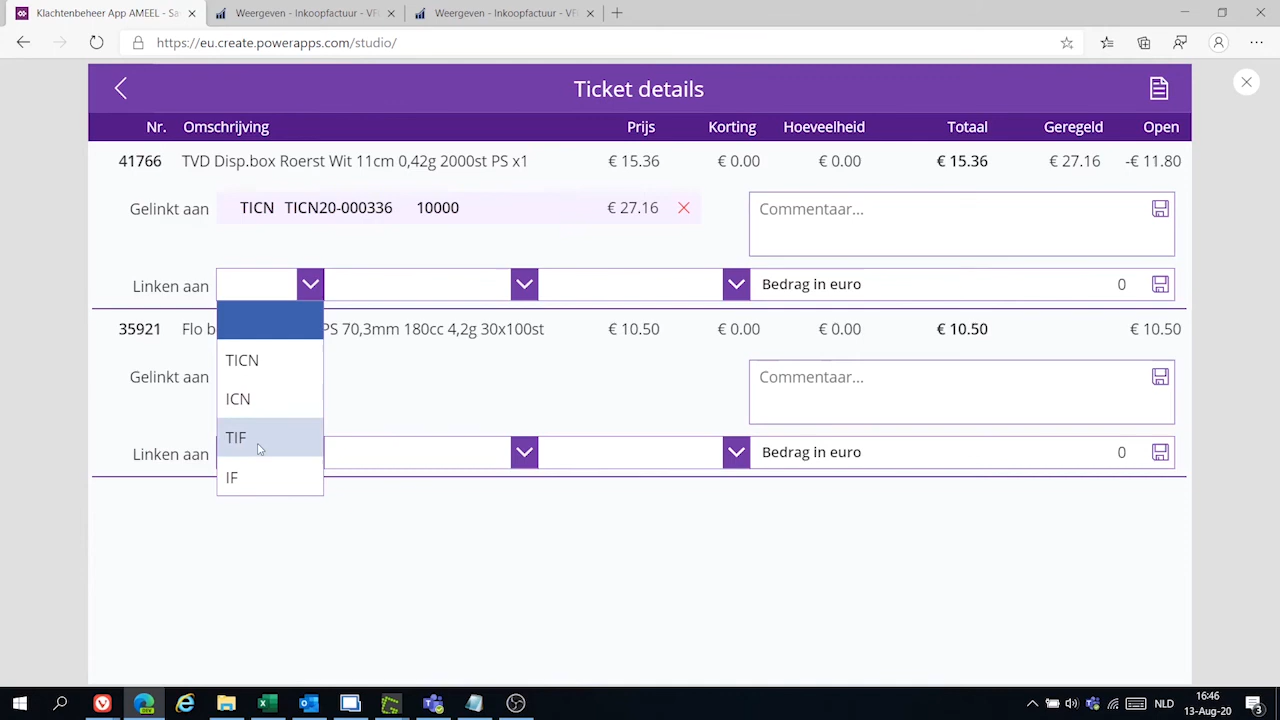 Klachtenbeheer App AMEEL - Sa
Weergeven - Inkoopfactuur - VF
Weergeven - Inkoopfactuur - VF
https://eu.create.powerapps.com/studio/
Ticket details
Nr. Omschrijving Prijs Korting Hoeveelheid Totaal Geregeld Open
41766 TVD Disp.box Roerst Wit 11cm 0,42g 2000st PS x1 € 15.36 € 0.00 € 0.00 € 15.36 € 27.16 -€ 11.80
Gelinkt aan TICN TICN20-000336 10000 € 27.16 Commentaar...
Linken aan Bedrag in euro 0
35921 Flo b PS 70,3mm 180cc 4,2g 30x100st € 10.50 € 0.00 € 0.00 € 10.50 € 10.50
TICN
Gelinkt aan Commentaar...
ICN
TIF
Linken aan Bedrag in euro 0
IF
NLD
16:46
13-Aug-20
3